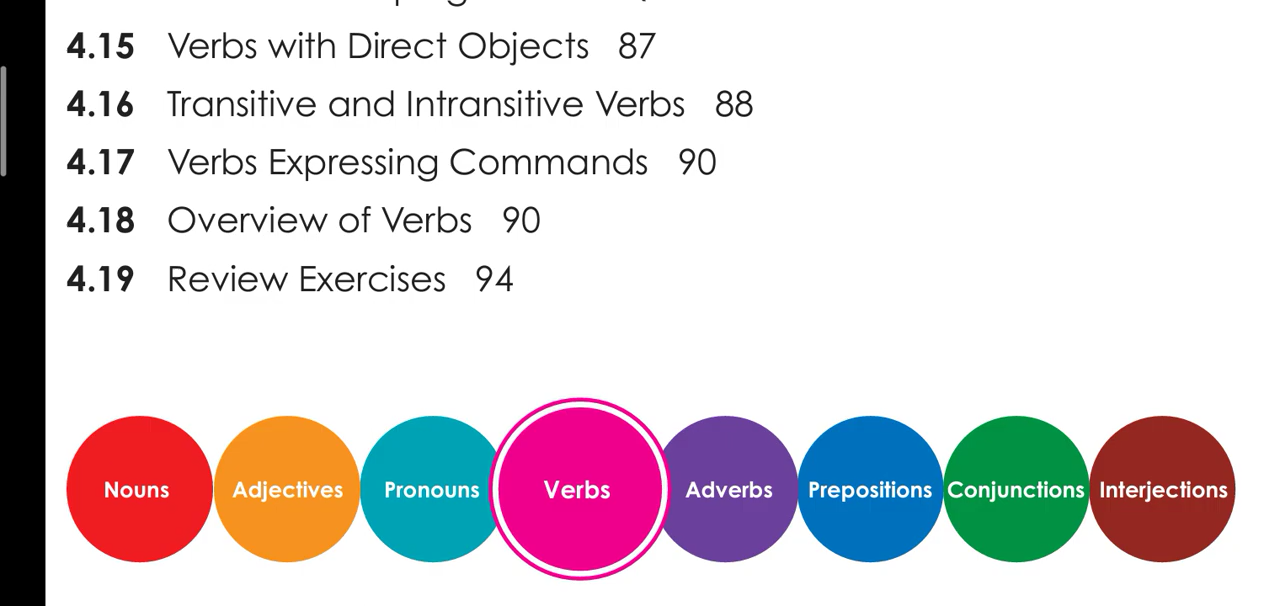 4.15 Verbs with Direct Objects 87
4.16 Transitive and Intransitive Verbs 88
4.17 Verbs Expressing Commands 90
4.18 Overview of Verbs 90
4.19 Review Exercises 94
Nouns Adjectives Pronouns Verbs Adverbs Prepositions Conjunctions Interjections